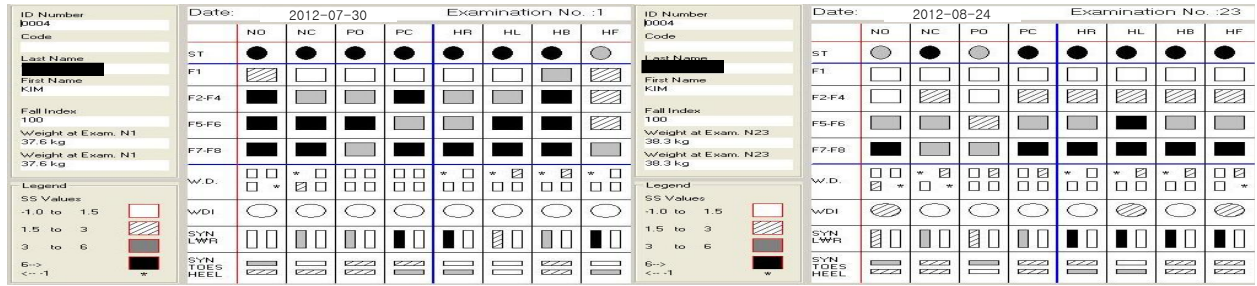 ID Number
0004
Code
Last Name
First Name
KIM
Fall Index
100
Weight at Exam. N1
37.6 kg
Weight at Exam. N1
37.6 kg
Legend
SS Values
-1.0 to 1.5
1.5 to 3
3 to 6
6-->
<-- -1 *
Date: 2012-07-30 Examination No. :1
NO NC PO PC HR HL HB HF
ST
F1
F2-F4
F5-F6
F7-F8
W.D.
* * * * * *
WDI
SYN
L₩R
SYN
TOES
HEEL
ID Number
0004
Code
Last Name
First Name
KIM
Fall Index
100
Weight at Exam. N23
38.3 kg
Weight at Exam. N23
38.3 kg
Legend
SS Values
-1.0 to 1.5
1.5 to 3
3 to 6
6-->
<-- -1 *
Date: 2012-08-24 Examination No. :23
NO NC PO PC HR HL HB HF
ST
F1
F2-F4
F5-F6
F7-F8
W.D.
WDI
SYN
L₩R
SYN
TOES
HEEL